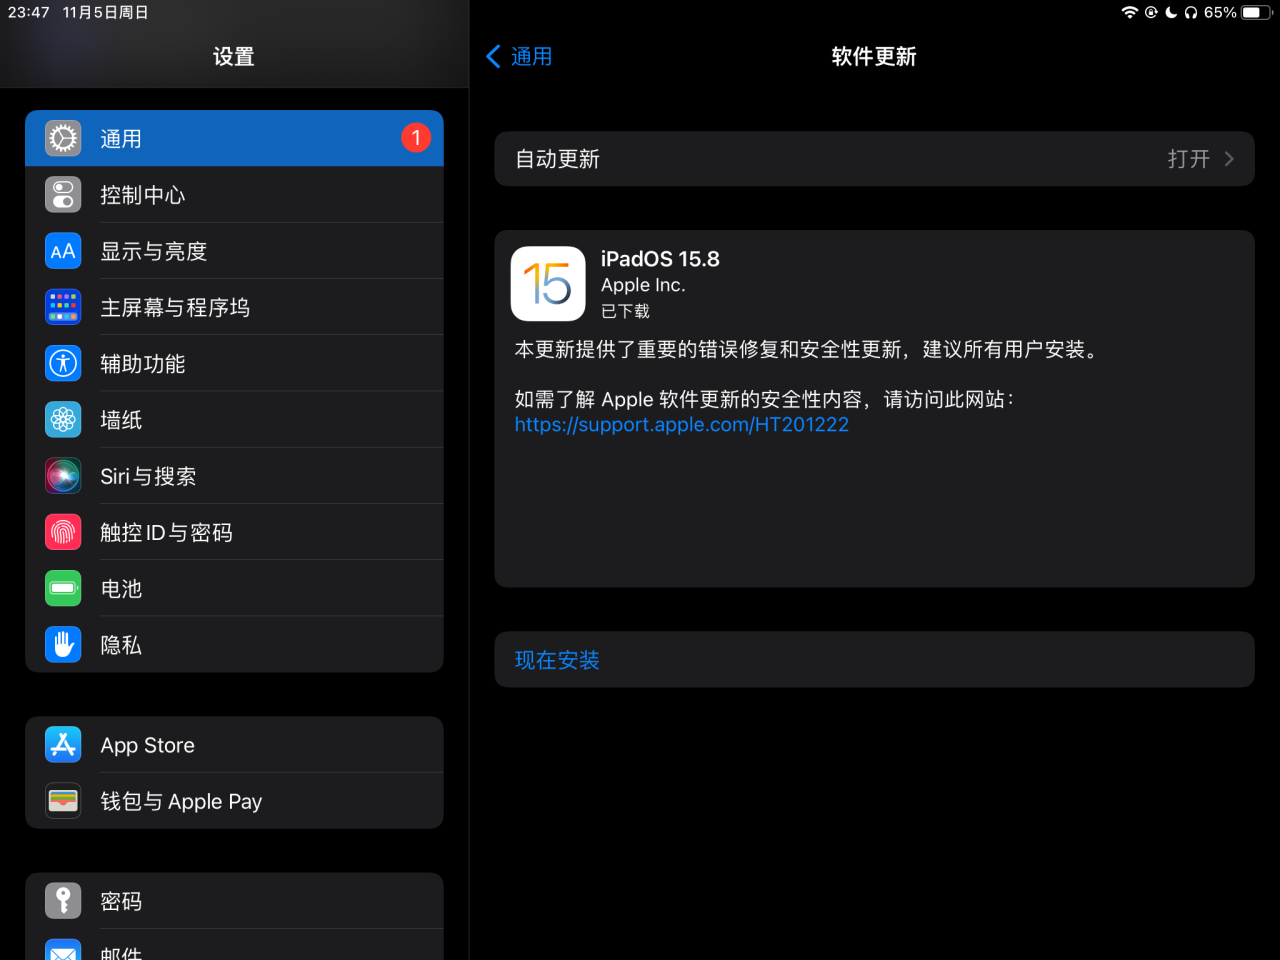 23:47 11月5日周日
65%
设置
通用
1
控制中心
AA
显示与亮度
主屏幕与程序坞
辅助功能
墙纸
Siri与搜索
触控 ID 与密码
电池
隐私
App Store
钱包与 Apple Pay
密码
邮件
通用
软件更新
自动更新
打开
15
iPadOS 15.8
Apple Inc.
已下载
本更新提供了重要的错误修复和安全性更新，建议所有用户安装。
如需了解 Apple 软件更新的安全性内容，请访问此网站：
https://support.apple.com/HT201222
现在安装